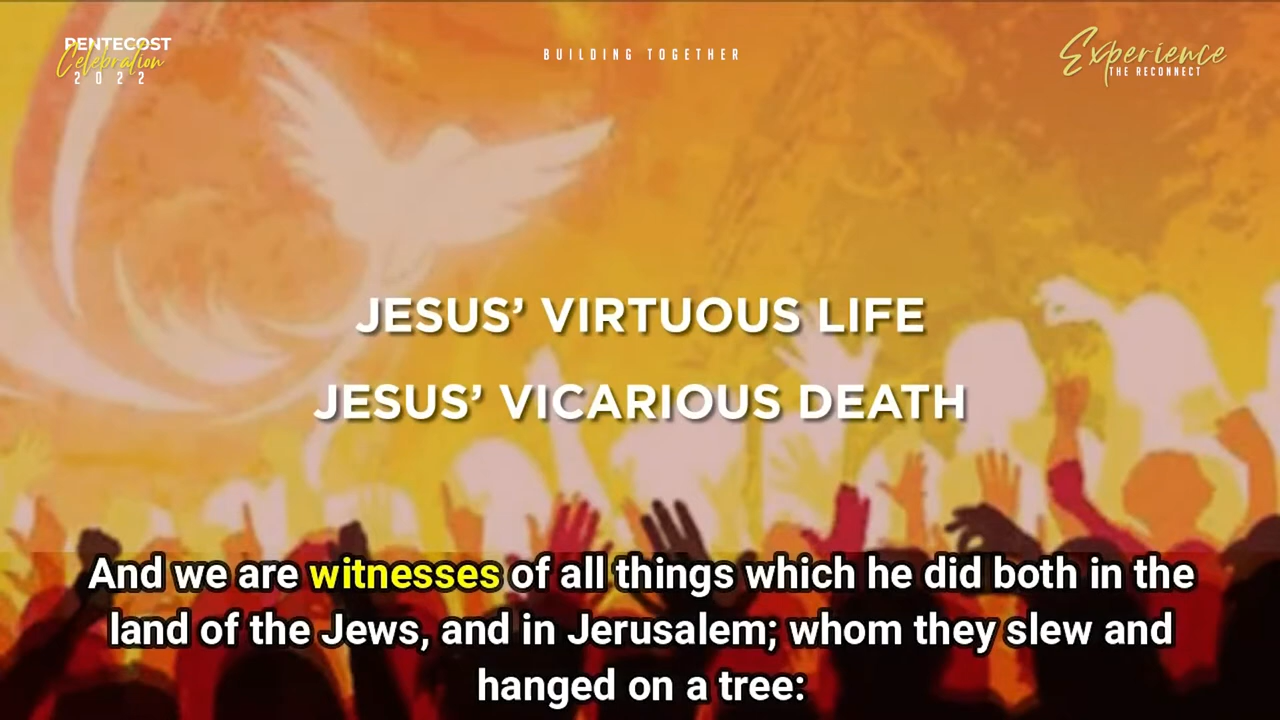 PENTECOST
Celebration
2022
BUILDING TOGETHER
Experience
THE RECONNECT
JESUS’ VIRTUOUS LIFE
JESUS’ VICARIOUS DEATH
And we are witnesses of all things which he did both in the
land of the Jews, and in Jerusalem; whom they slew and
hanged on a tree: